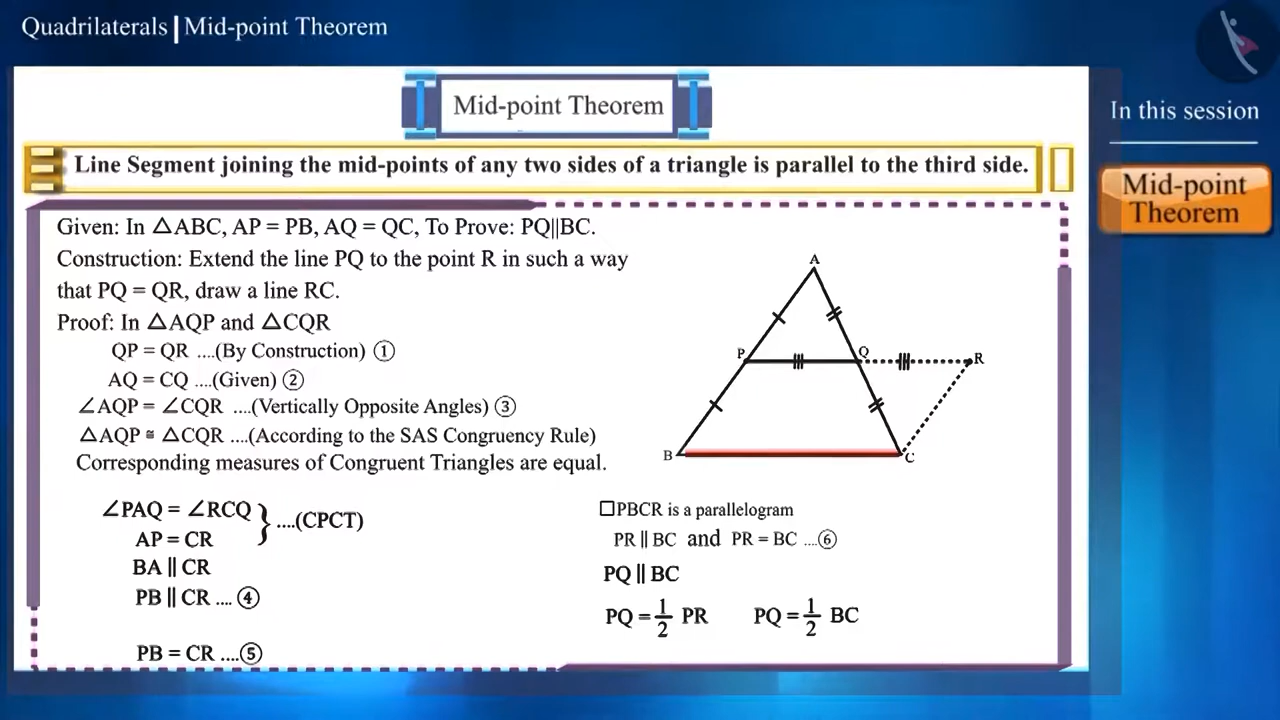 Quadrilaterals | Mid-point Theorem
In this session
Mid-point Theorem
Mid-point
Theorem
Line Segment joining the mid-points of any two sides of a triangle is parallel to the third side.
Given: In △ABC, AP = PB, AQ = QC, To Prove: PQ||BC.
Construction: Extend the line PQ to the point R in such a way
that PQ = QR, draw a line RC.
Proof: In △AQP and △CQR
QP = QR ....(By Construction) ①
AQ = CQ ....(Given) ②
∠AQP = ∠CQR ....(Vertically Opposite Angles) ③
△AQP ≅ △CQR ....(According to the SAS Congruency Rule)
Corresponding measures of Congruent Triangles are equal.
∠PAQ = ∠RCQ
AP = CR
} ....(CPCT)
BA || CR
PB || CR .... ④
PB = CR ....⑤
□PBCR is a parallelogram
PR || BC and PR = BC ....⑥
PQ || BC
PQ = 1/2 PR PQ = 1/2 BC
A
P
Q
R
B
C